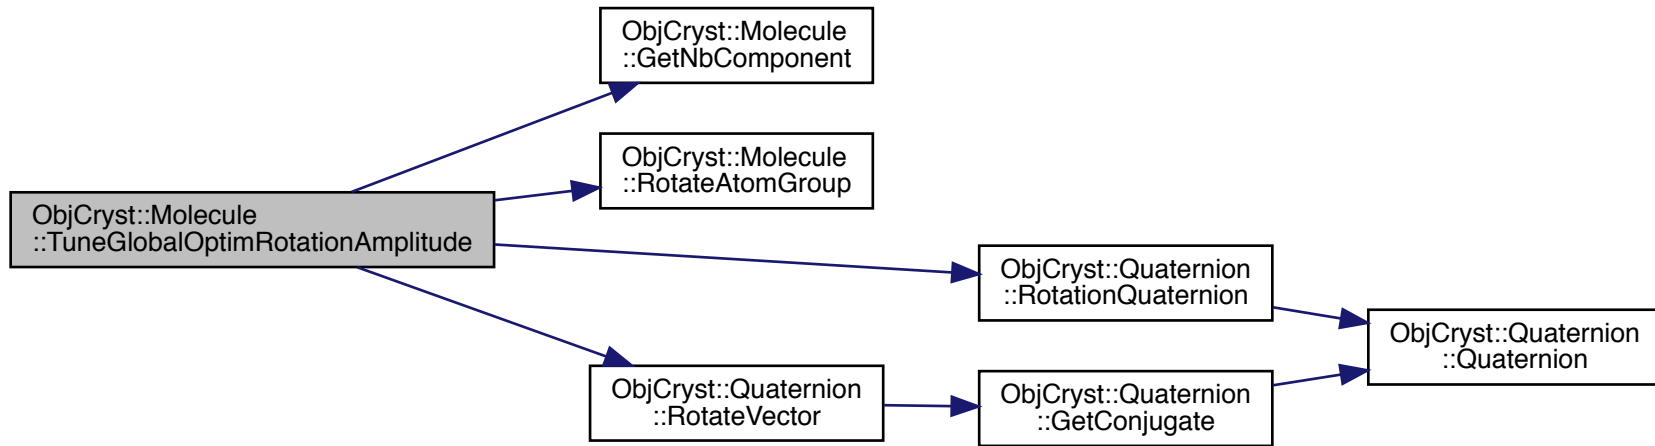 ObjCryst::Molecule
::TuneGlobalOptimRotationAmplitude
ObjCryst::Molecule
::GetNbComponent
ObjCryst::Molecule
::RotateAtomGroup
ObjCryst::Quaternion
::RotationQuaternion
ObjCryst::Quaternion
::RotateVector
ObjCryst::Quaternion
::GetConjugate
ObjCryst::Quaternion
::Quaternion